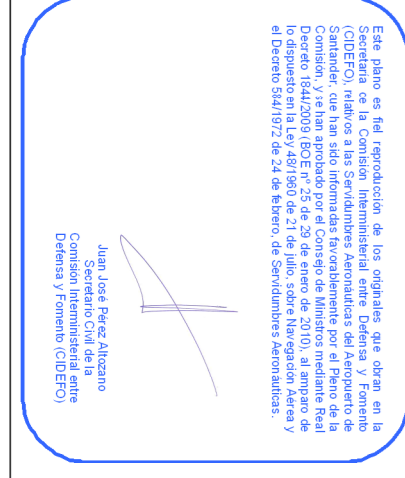 Este plano es fiel reproducción de los originales que obran en la
Secretaría ce la Comisión Interministerial entre Defensa y Fomento
(CIDEFO), relativos a las Servidumbres Aeronáuticas del Aeropuerto de
Santander, cue han sido informadas favorablemente por el Pleno de la
Comisión, y se han aprobado por el Consejo de Ministros mediante Real
Decreto 1844/2009 (BOE nº 25 de 29 de enero de 2010), al amparo de
lo dispuesto en la Ley 48/1960 de 21 de julio, sobre Navegación Aérea y
el Decreto 584/1972 de 24 de febrero, de Servidumbres Aeronáuticas.
Juan José Pérez Altozano
Secretario Civil de la
Comisión Interministerial entre
Defensa y Fomento (CIDEFO)